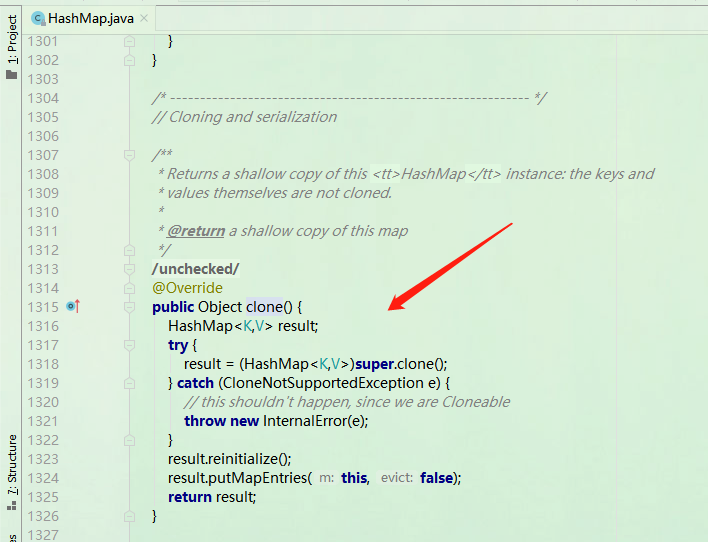 HashMap.java
1: Project
1301 }
1302 }
1303
1304 /* ------------------------------------------------------------ */
1305 // Cloning and serialization
1306
1307 /**
1308 * Returns a shallow copy of this <tt>HashMap</tt> instance: the keys and
1309 * values themselves are not cloned.
1310 *
1311 * @return a shallow copy of this map
1312 */
1313 /unchecked/
1314 @Override
1315 public Object clone() {
1316 HashMap<K,V> result;
1317 try {
1318 result = (HashMap<K,V>)super.clone();
1319 } catch (CloneNotSupportedException e) {
1320 // this shouldn't happen, since we are Cloneable
1321 throw new InternalError(e);
1322 }
1323 result.reinitialize();
1324 result.putMapEntries( m: this, evict: false);
1325 return result;
1326 }
1327
7: Structure